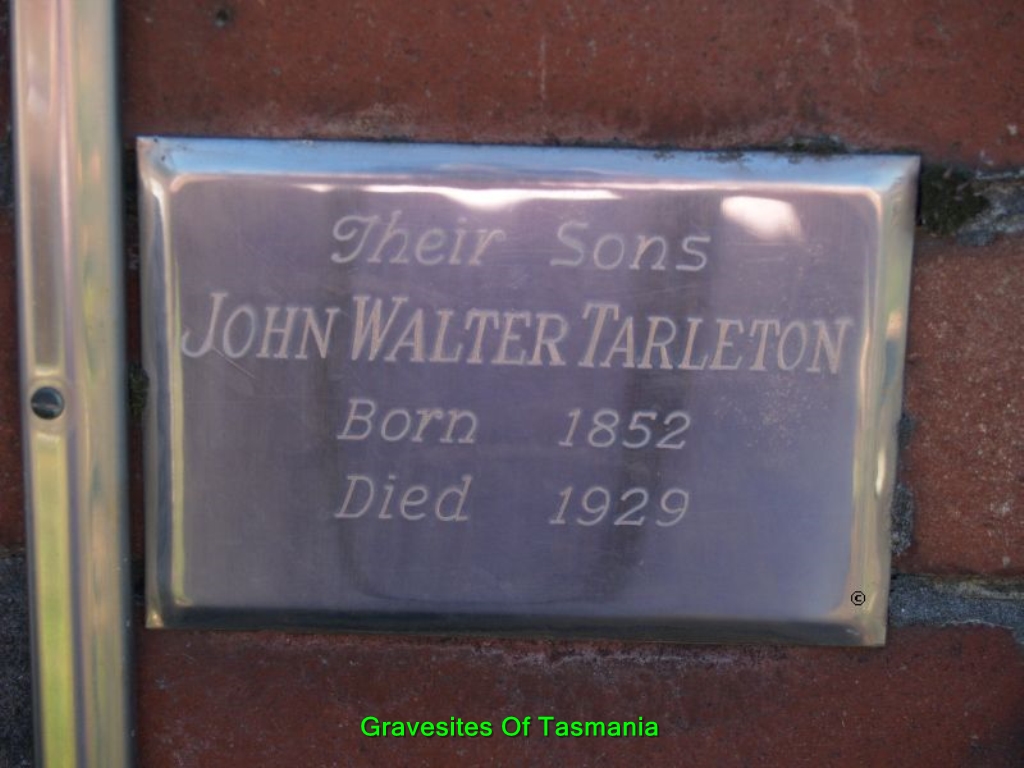 Their Sons
JOHN WALTER TARLETON
Born 1852
Died 1929
©
Gravesites Of Tasmania